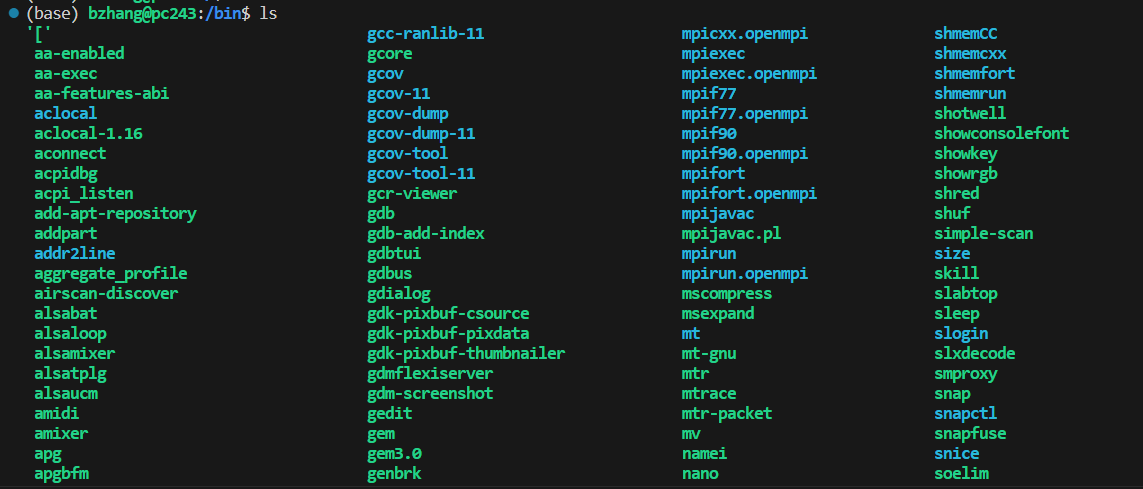 (base) bzhang@pc243:/bin$ ls
'[' gcc-ranlib-11 mpicxx.openmpi shmemCC
aa-enabled gcore mpiexec shmemcxx
aa-exec gcov mpiexec.openmpi shmemfort
aa-features-abi gcov-11 mpif77 shmemrun
aclocal gcov-dump mpif77.openmpi shotwell
aclocal-1.16 gcov-dump-11 mpif90 showconsolefont
aconnect gcov-tool mpif90.openmpi showkey
acpidbg gcov-tool-11 mpifort showrgb
acpi_listen gcr-viewer mpifort.openmpi shred
add-apt-repository gdb mpijavac shuf
addpart gdb-add-index mpijavac.pl simple-scan
addr2line gdbtui mpirun size
aggregate_profile gdbus mpirun.openmpi skill
airscan-discover gdialog mscompress slabtop
alsabat gdk-pixbuf-csource msexpand sleep
alsaloop gdk-pixbuf-pixdata mt slogin
alsamixer gdk-pixbuf-thumbnailer mt-gnu slxdecode
alsatplg gdmflexiserver mtr smproxy
alsaucm gdm-screenshot mtrace snap
amidi gedit mtr-packet snapctl
amixer gem mv snapfuse
apg gem3.0 namei snice
apgbfm genbrk nano soelim